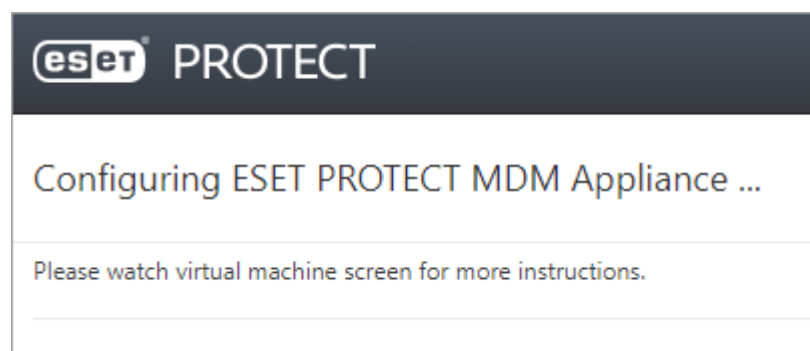 eset PROTECT
Configuring ESET PROTECT MDM Appliance ...
Please watch virtual machine screen for more instructions.